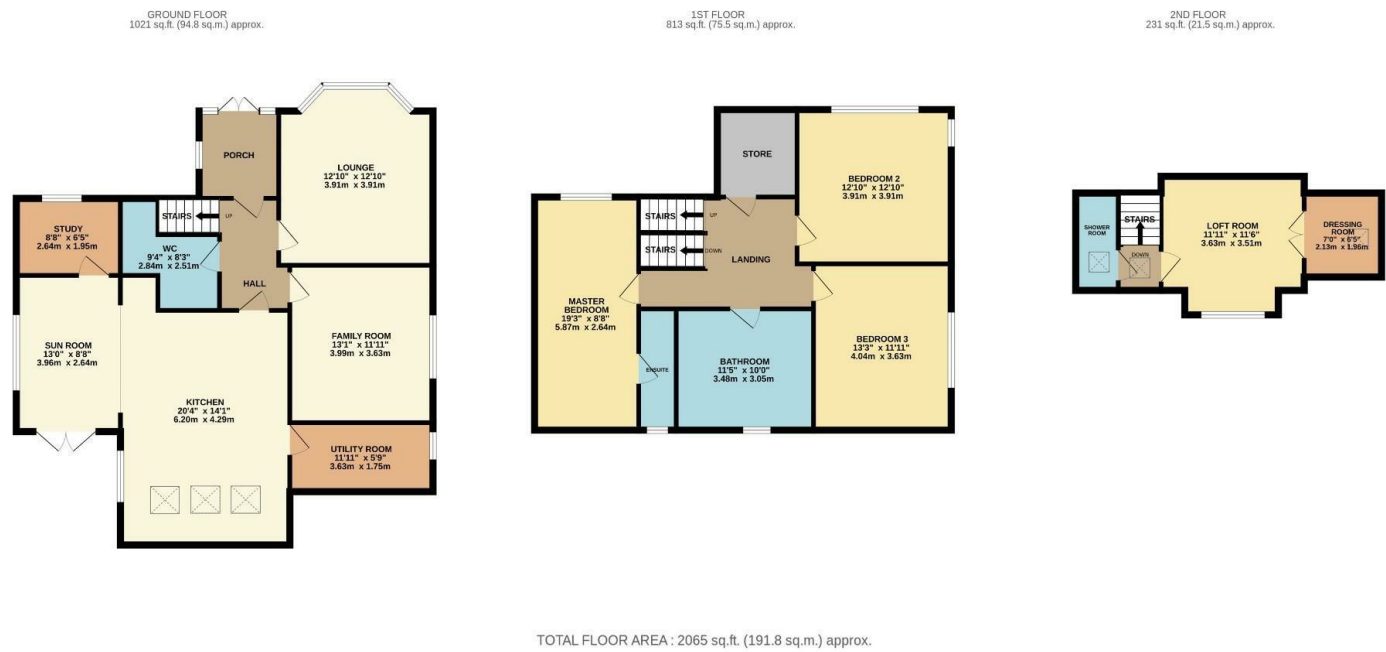 GROUND FLOOR
1021 sq.ft. (94.8 sq.m.) approx.
PORCH
LOUNGE
12'10" x 12'10"
3.91m x 3.91m
STAIRS
UP
STUDY
8'8" x 6'5"
2.64m x 1.95m
WC
9'4" x 8'3"
2.84m x 2.51m
HALL
SUN ROOM
13'0" x 8'8"
3.96m x 2.64m
FAMILY ROOM
13'1" x 11'11"
3.99m x 3.63m
KITCHEN
20'4" x 14'1"
6.20m x 4.29m
UTILITY ROOM
11'11" x 5'9"
3.63m x 1.75m
1ST FLOOR
813 sq.ft. (75.5 sq.m.) approx.
STORE
BEDROOM 2
12'10" x 12'10"
3.91m x 3.91m
STAIRS
UP
STAIRS
DOWN
LANDING
MASTER
BEDROOM
19'3" x 8'8"
5.87m x 2.64m
ENSUITE
BATHROOM
11'5" x 10'0"
3.48m x 3.05m
BEDROOM 3
13'3" x 11'11"
4.04m x 3.63m
2ND FLOOR
231 sq.ft. (21.5 sq.m.) approx.
SHOWER
ROOM
STAIRS
DOWN
LOFT ROOM
11'11" x 11'6"
3.63m x 3.51m
DRESSING
ROOM
7'0" x 6'5"
2.13m x 1.96m
TOTAL FLOOR AREA : 2065 sq.ft. (191.8 sq.m.) approx.